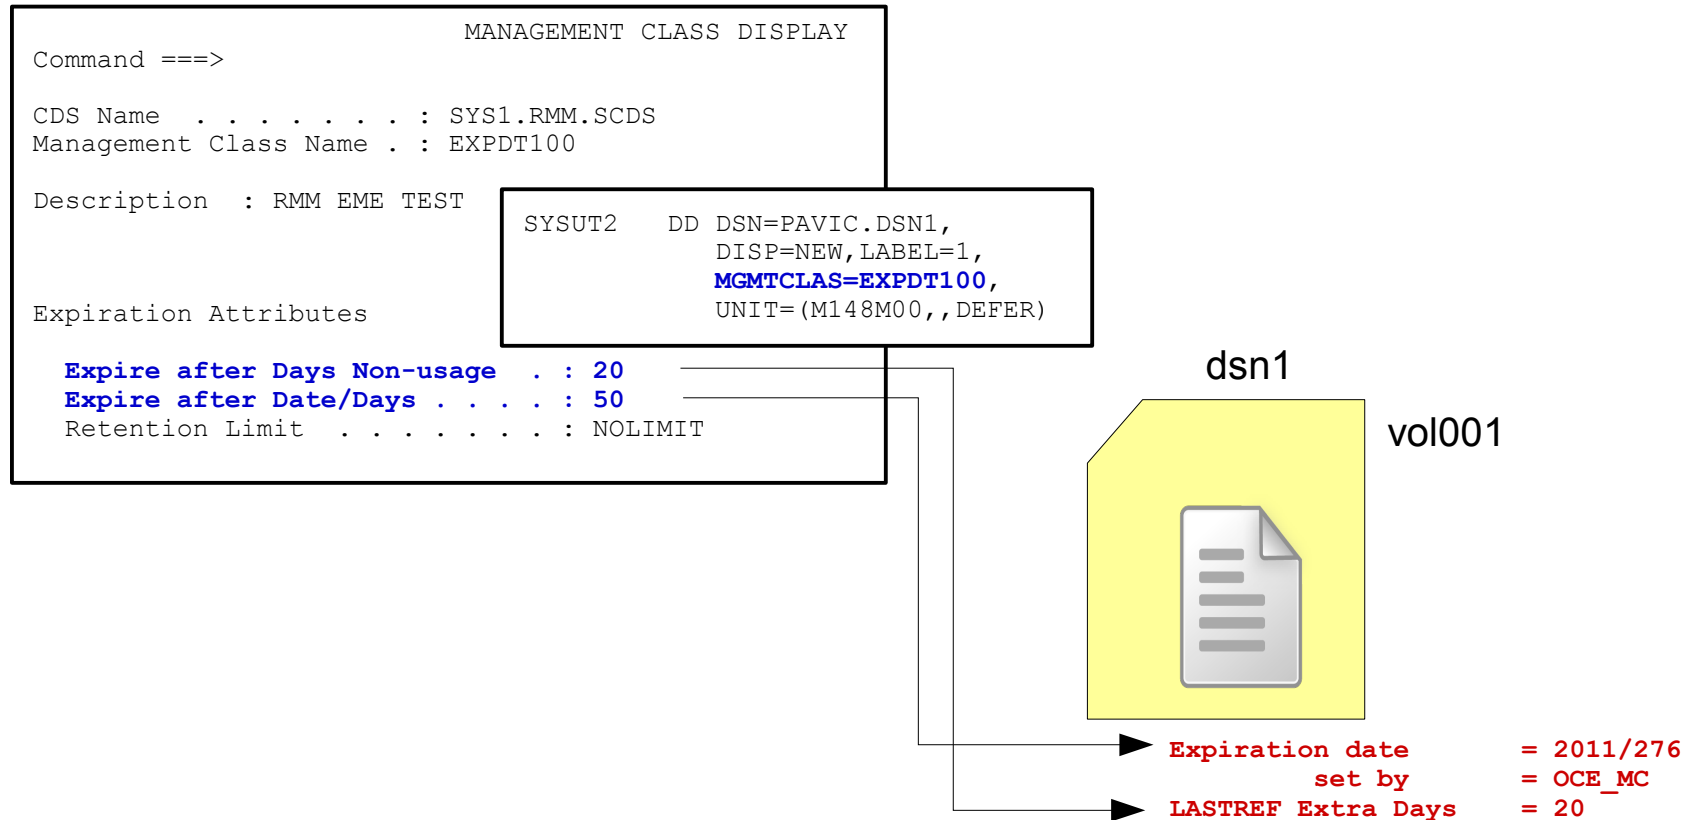 MANAGEMENT CLASS DISPLAY
Command ===>
CDS Name . . . . . . . : SYS1.RMM.SCDS
Management Class Name . : EXPDT100
Description : RMM EME TEST
Expiration Attributes
Expire after Days Non-usage . : 20
Expire after Date/Days . . . . : 50
Retention Limit . . . . . . . : NOLIMIT
SYSUT2 DD DSN=PAVIC.DSN1,
DISP=NEW,LABEL=1,
MGMTCLAS=EXPDT100,
UNIT=(M148M00,,DEFER)
dsn1
vol001
Expiration date = 2011/276
set by = OCE_MC
LASTREF Extra Days = 20